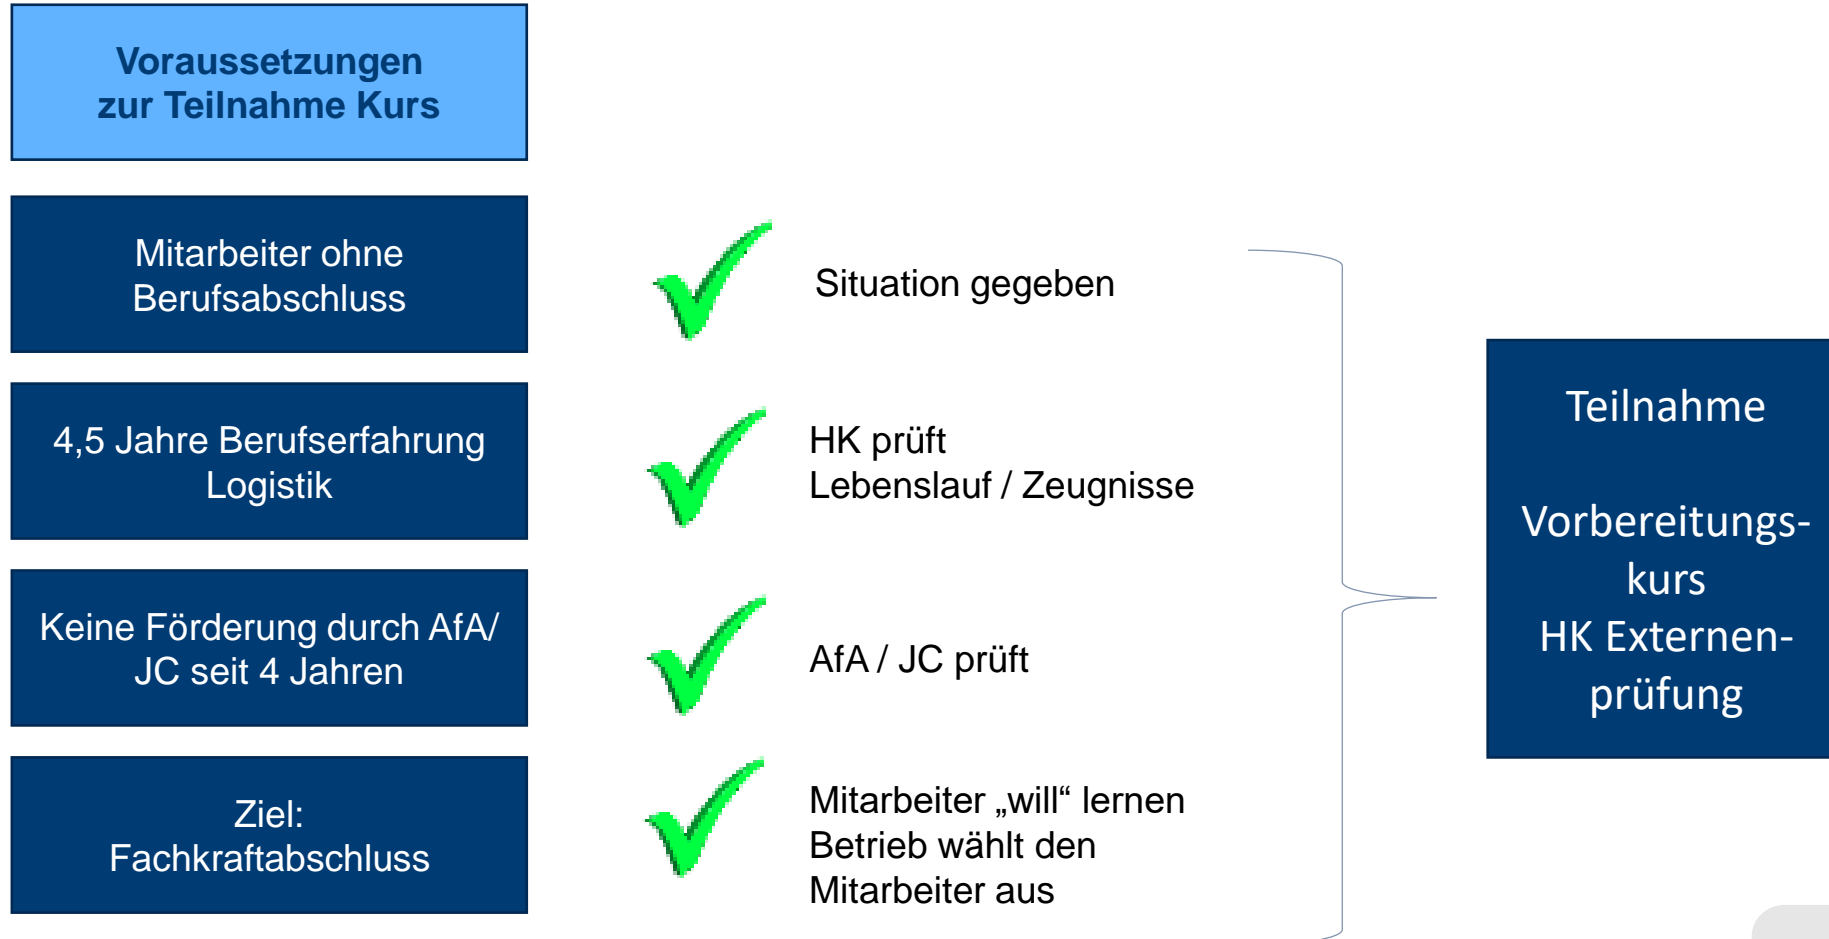 Voraussetzungen
zur Teilnahme Kurs
Mitarbeiter ohne
Berufsabschluss
Situation gegeben
4,5 Jahre Berufserfahrung
Logistik
HK prüft
Lebenslauf / Zeugnisse
Keine Förderung durch AfA/
JC seit 4 Jahren
AfA / JC prüft
Ziel:
Fachkraftabschluss
Mitarbeiter „will“ lernen
Betrieb wählt den
Mitarbeiter aus
Teilnahme
Vorbereitungs-
kurs
HK Externen-
prüfung